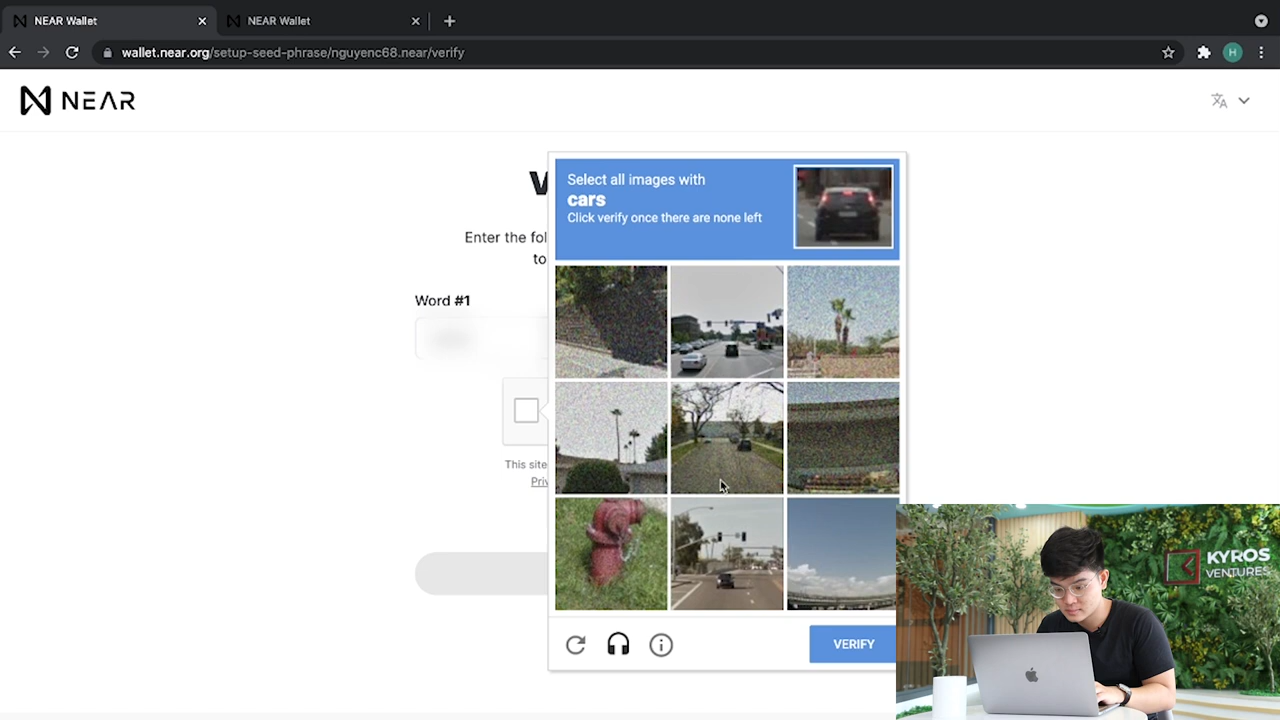 NEAR Wallet
NEAR Wallet
wallet.near.org/setup-seed-phrase/nguyenc68.near/verify
H
NEAR
Select all images with
cars
Click verify once there are none left
Enter the fol
to
Word #1
This site
Priv
VERIFY
KYROS
VENTURES